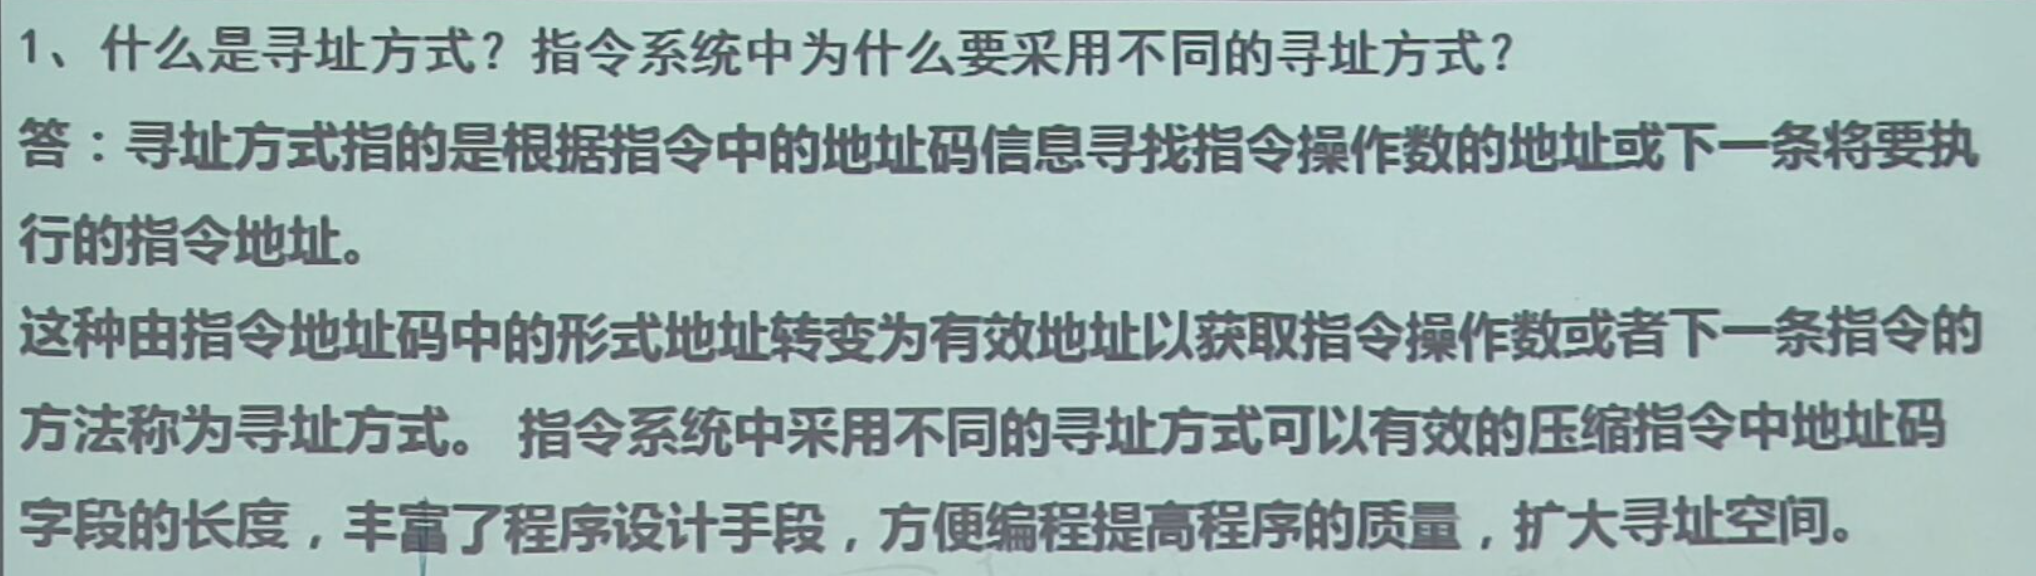 1、什么是寻址方式？指令系统中为什么要采用不同的寻址方式？
答：寻址方式指的是根据指令中的地址码信息寻找指令操作数的地址或下一条将要执
行的指令地址。
这种由指令地址码中的形式地址转变为有效地址以获取指令操作数或者下一条指令的
方法称为寻址方式。 指令系统中采用不同的寻址方式可以有效的压缩指令中地址码
字段的长度，丰富了程序设计手段，方便编程提高程序的质量，扩大寻址空间。